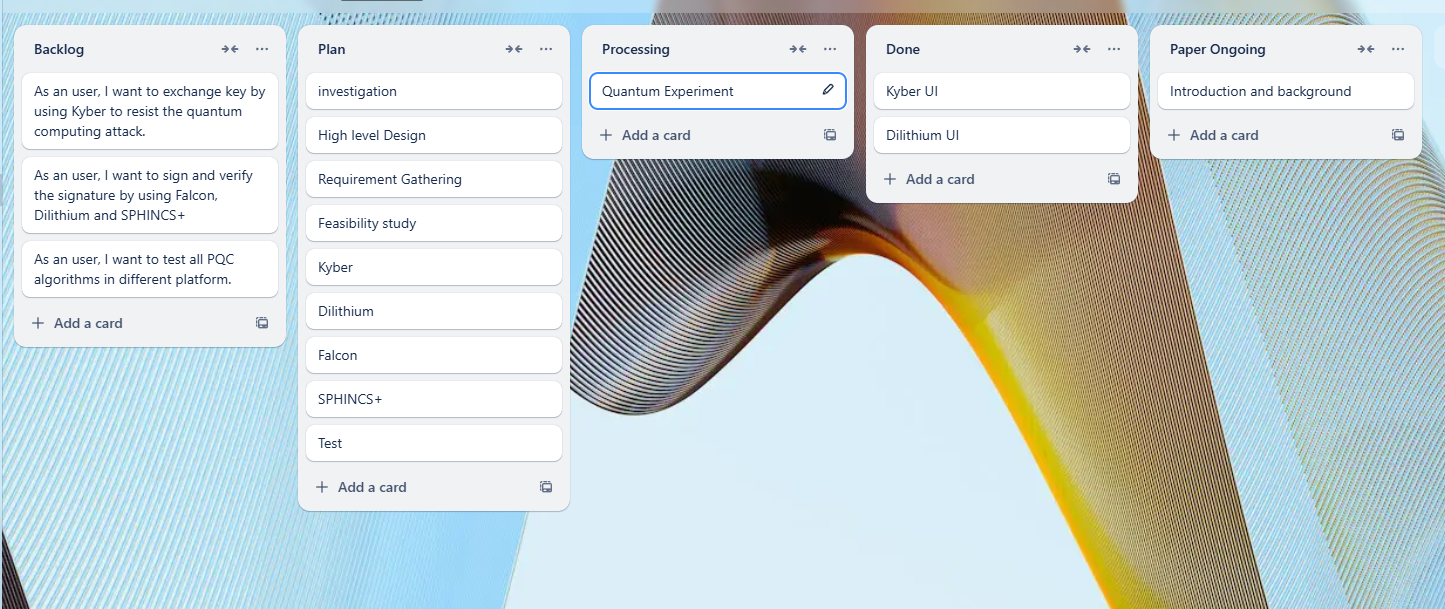 Backlog
As an user, I want to exchange key by
using Kyber to resist the quantum
computing attack.
As an user, I want to sign and verify
the signature by using Falcon,
Dilithium and SPHINCS+
As an user, I want to test all PQC
algorithms in different platform.
Add a card
Plan
investigation
High level Design
Requirement Gathering
Feasibility study
Kyber
Dilithium
Falcon
SPHINCS+
Test
Add a card
Processing
Quantum Experiment
Add a card
Done
Kyber UI
Dilithium UI
Add a card
Paper Ongoing
Introduction and background
Add a card